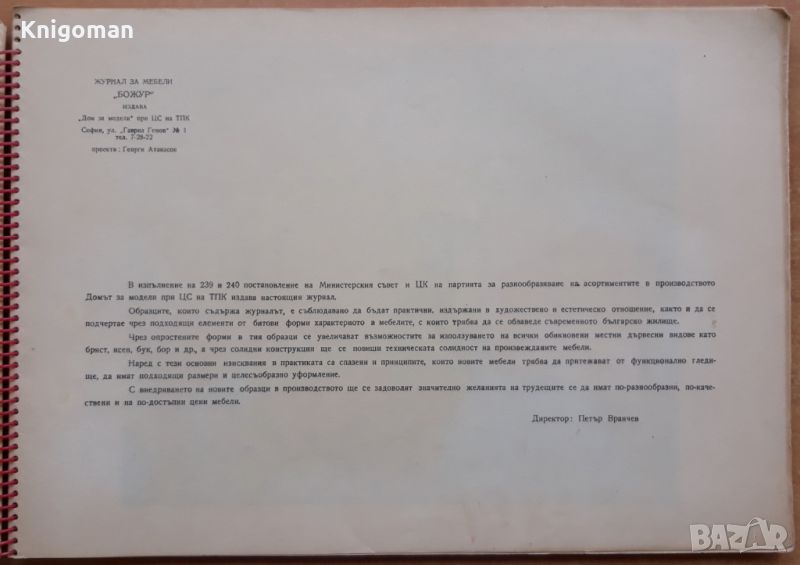 Knigoman
ЖУРНАЛ ЗА МЕБЕЛИ
„БОЖУР“
ИЗДАВА
„Дом за модели“ при ЦС на ТПК
София, ул. „Гаврил Генов“ № 1
тел. 7-28-22
проекти: Георги Атанасов
В изпълнение на 239 и 240 постановление на Министерския съвет и ЦК на партията за разнообразяване на асортиментите в производството
Домът за модели при ЦС на ТПК издава настоящия журнал.
Образците, които съдържа журналът, е съблюдавано да бъдат практични, издържани в художествено и естетическо отношение, както и да се
подчертае чрез подходящи елементи от битови форми характерното в мебелите, с които трябва да се обзаведе съвременното българско жилище.
Чрез опростените форми в тия образци се увеличават възможностите за използуването на всички обикновени местни дървесни видове като
бряст, ясен, бук, бор и др., а чрез солидни конструкции ще се повиши техническата солидност на произвежданите мебели.
Наред с тези основни изисквания в практиката са спазени и принципите, които новите мебели трябва да притежават от функционално гледи-
ще, да имат подходящи размери и целесъобразно уформление.
С внедряването на новите образци в производството ще се задоволят значително желанията на трудещите се да имат по-разнообразни, по-каче-
ствени и на по-достъпни цени мебели.
Директор: Петър Вранчев
BAZAR